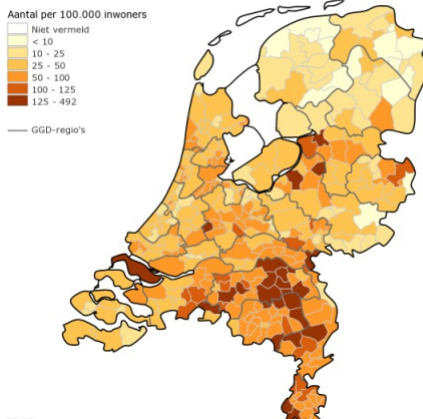 Aantal per 100.000 inwoners
Niet vermeld
< 10
10 - 25
25 - 50
50 - 100
100 - 125
125 - 492
GGD-regio's